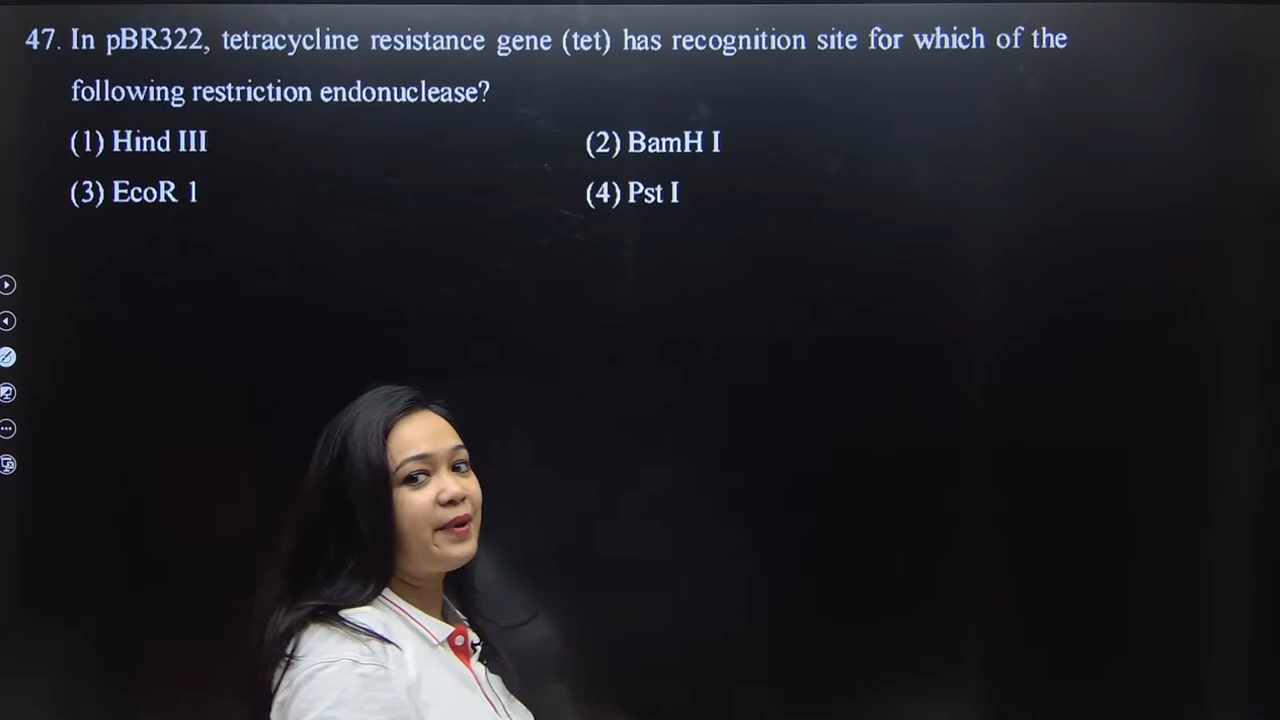 47. In pBR322, tetracycline resistance gene (tet) has recognition site for which of the
following restriction endonuclease?
(1) Hind III (2) BamH I
(3) EcoR 1 (4) Pst I